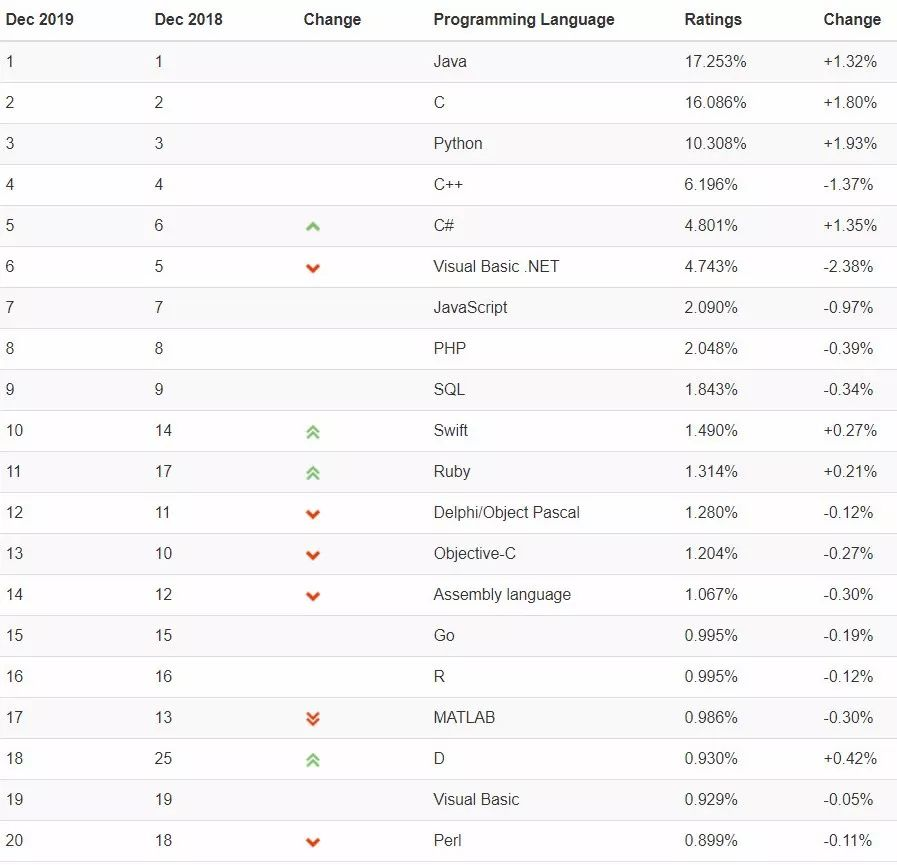 Dec 2019 Dec 2018 Change Programming Language Ratings Change
1 1 Java 17.253% +1.32%
2 2 C 16.086% +1.80%
3 3 Python 10.308% +1.93%
4 4 C++ 6.196% -1.37%
5 6 C# 4.801% +1.35%
6 5 Visual Basic .NET 4.743% -2.38%
7 7 JavaScript 2.090% -0.97%
8 8 PHP 2.048% -0.39%
9 9 SQL 1.843% -0.34%
10 14 Swift 1.490% +0.27%
11 17 Ruby 1.314% +0.21%
12 11 Delphi/Object Pascal 1.280% -0.12%
13 10 Objective-C 1.204% -0.27%
14 12 Assembly language 1.067% -0.30%
15 15 Go 0.995% -0.19%
16 16 R 0.995% -0.12%
17 13 MATLAB 0.986% -0.30%
18 25 D 0.930% +0.42%
19 19 Visual Basic 0.929% -0.05%
20 18 Perl 0.899% -0.11%